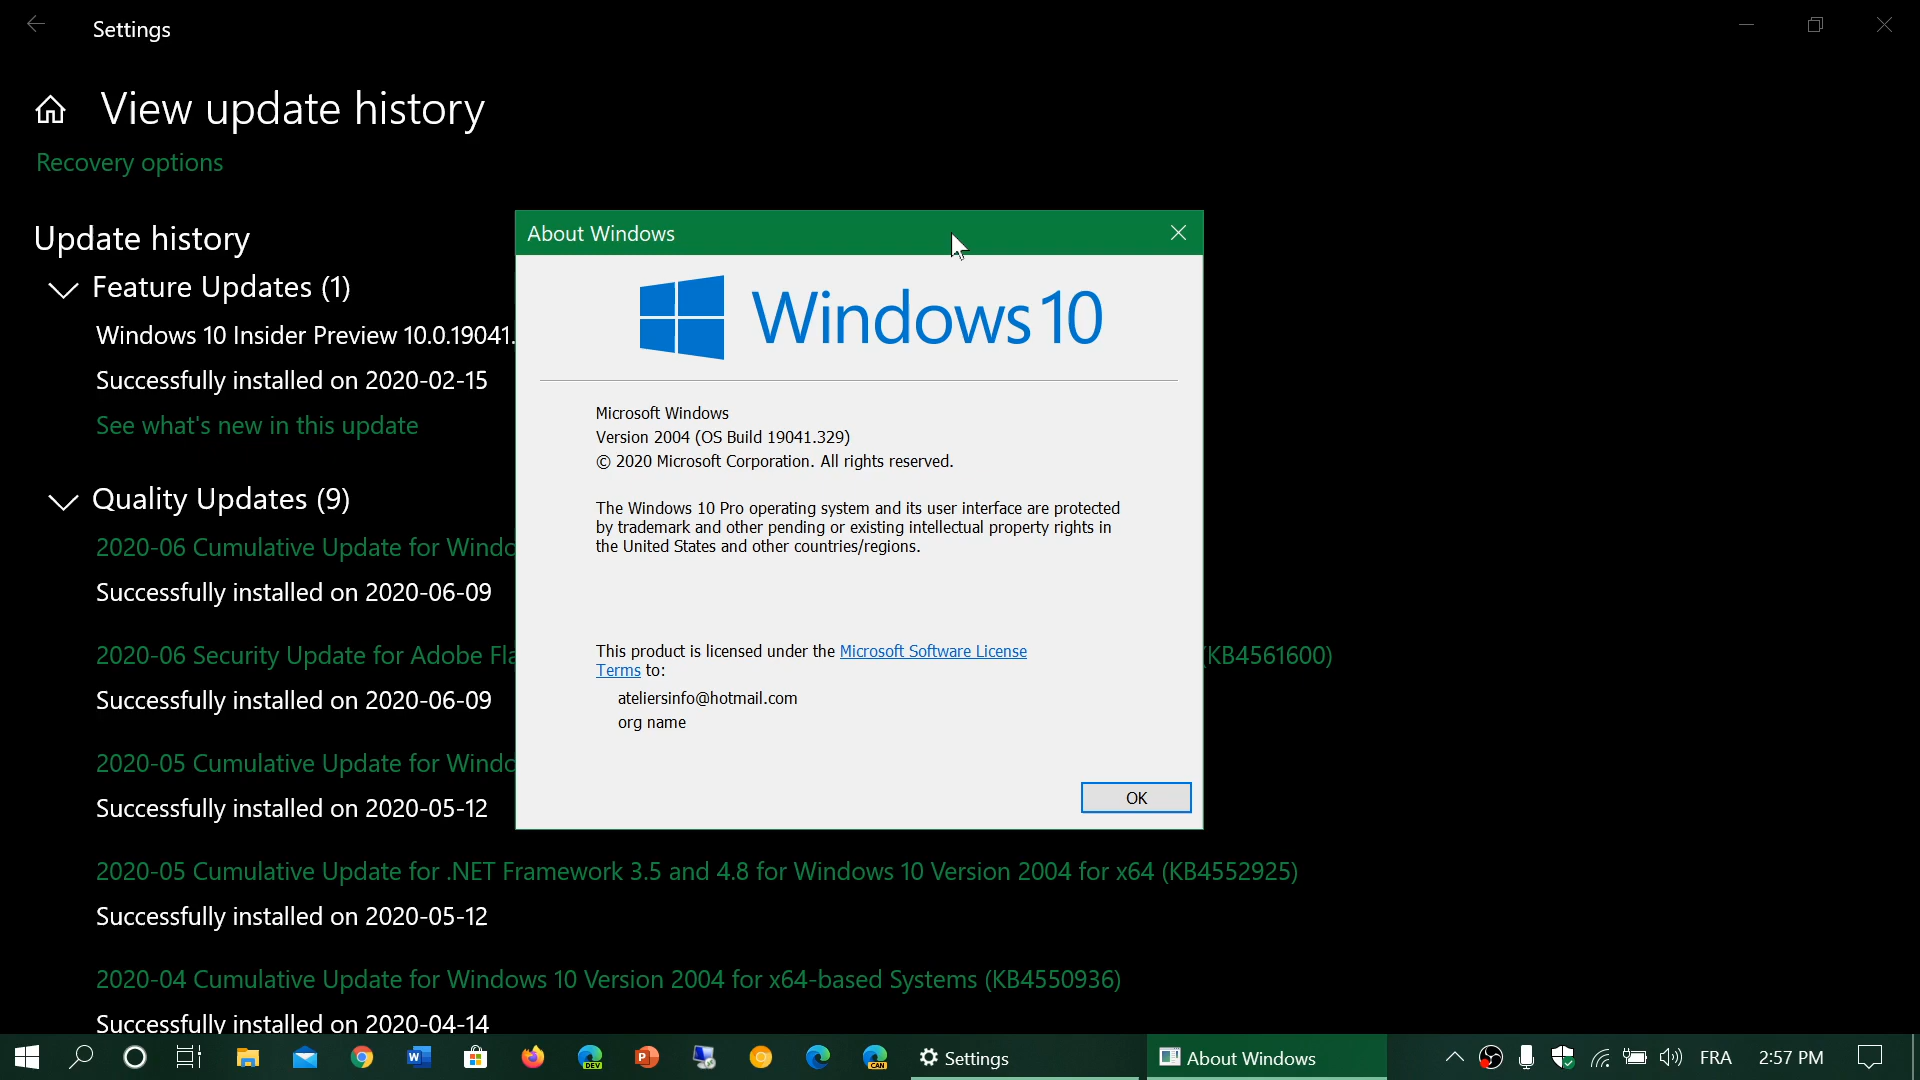 Settings
View update history
Recovery options
Update history
Feature Updates (1)
Windows 10 Insider Preview 10.0.19041.
Successfully installed on 2020-02-15
See what's new in this update
Quality Updates (9)
2020-06 Cumulative Update for Windo
Successfully installed on 2020-06-09
2020-06 Security Update for Adobe Fla
(KB4561600)
Successfully installed on 2020-06-09
2020-05 Cumulative Update for Windo
Successfully installed on 2020-05-12
2020-05 Cumulative Update for .NET Framework 3.5 and 4.8 for Windows 10 Version 2004 for x64 (KB4552925)
Successfully installed on 2020-05-12
2020-04 Cumulative Update for Windows 10 Version 2004 for x64-based Systems (KB4550936)
Successfully installed on 2020-04-14
About Windows
Windows 10
Microsoft Windows
Version 2004 (OS Build 19041.329)
© 2020 Microsoft Corporation. All rights reserved.
The Windows 10 Pro operating system and its user interface are protected
by trademark and other pending or existing intellectual property rights in
the United States and other countries/regions.
This product is licensed under the Microsoft Software License
Terms to:
ateliersinfo@hotmail.com
org name
OK
DEV
CAN
Settings
About Windows
FRA
2:57 PM